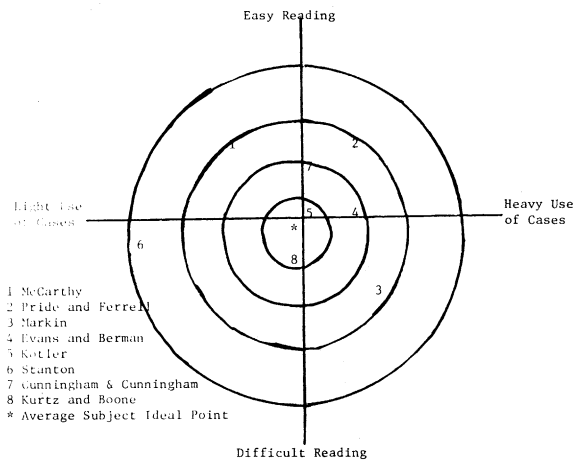 Easy Reading
1
2
7
Light Use
of Cases
5
4
Heavy Use
of Cases
6
*
8
3
1 McCarthy
2 Pride and Ferrell
3 Markin
4 Evans and Berman
5 Kotler
6 Stanton
7 Cunningham & Cunningham
8 Kurtz and Boone
* Average Subject Ideal Point
Difficult Reading